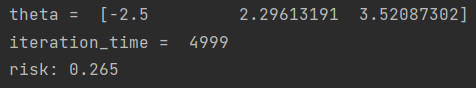 theta =  [-2.5         2.29613191  3.52087302]
iteration_time =  4999
risk: 0.265